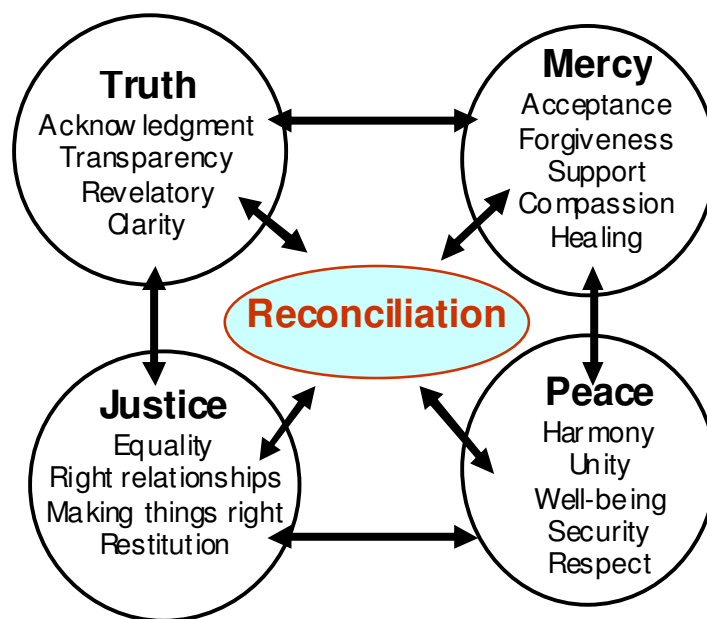 Truth
Acknowledgment
Transparency
Revelatory
Clarity
Mercy
Acceptance
Forgiveness
Support
Compassion
Healing
Reconciliation
Justice
Equality
Right relationships
Making things right
Restitution
Peace
Harmony
Unity
Well-being
Security
Respect